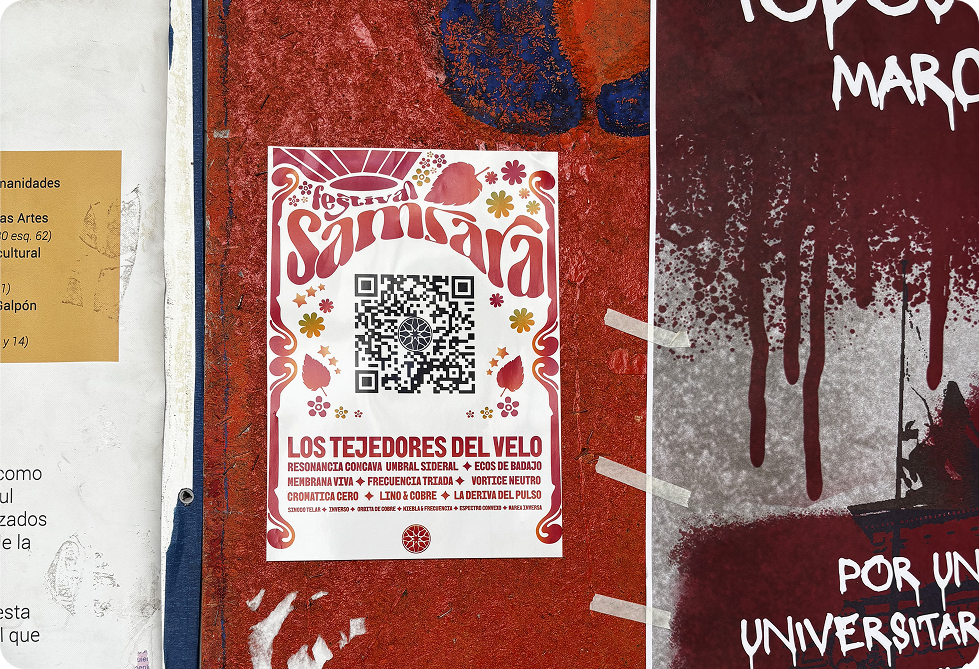 manidades
as Artes
0 esq. 62)
cultural
1)
Galpón
y 14)
como
ul
zados
e la
esta
l que
festival
Samsara
LOS TEJEDORES DEL VELO
RESONANCIA CONCAVA UMBRAL SIDERAL ✦ ECOS DE BADAJO
MEMBRANA VIVA ✦ FRECUENCIA TRIADA ✦ VORTICE NEUTRO
CROMATICA CERO ✦ LINO & COBRE ✦ LA DERIVA DEL PULSO
SINODO TELAR ✦ INVERSO ✦ ORBITA DE COBRE ✦ NIEBLA & FRECUENCIA ✦ ESPECTRO CONVEXO ✦ MAREA INVERSA
MARC
POR UN
UNIVERSITAR